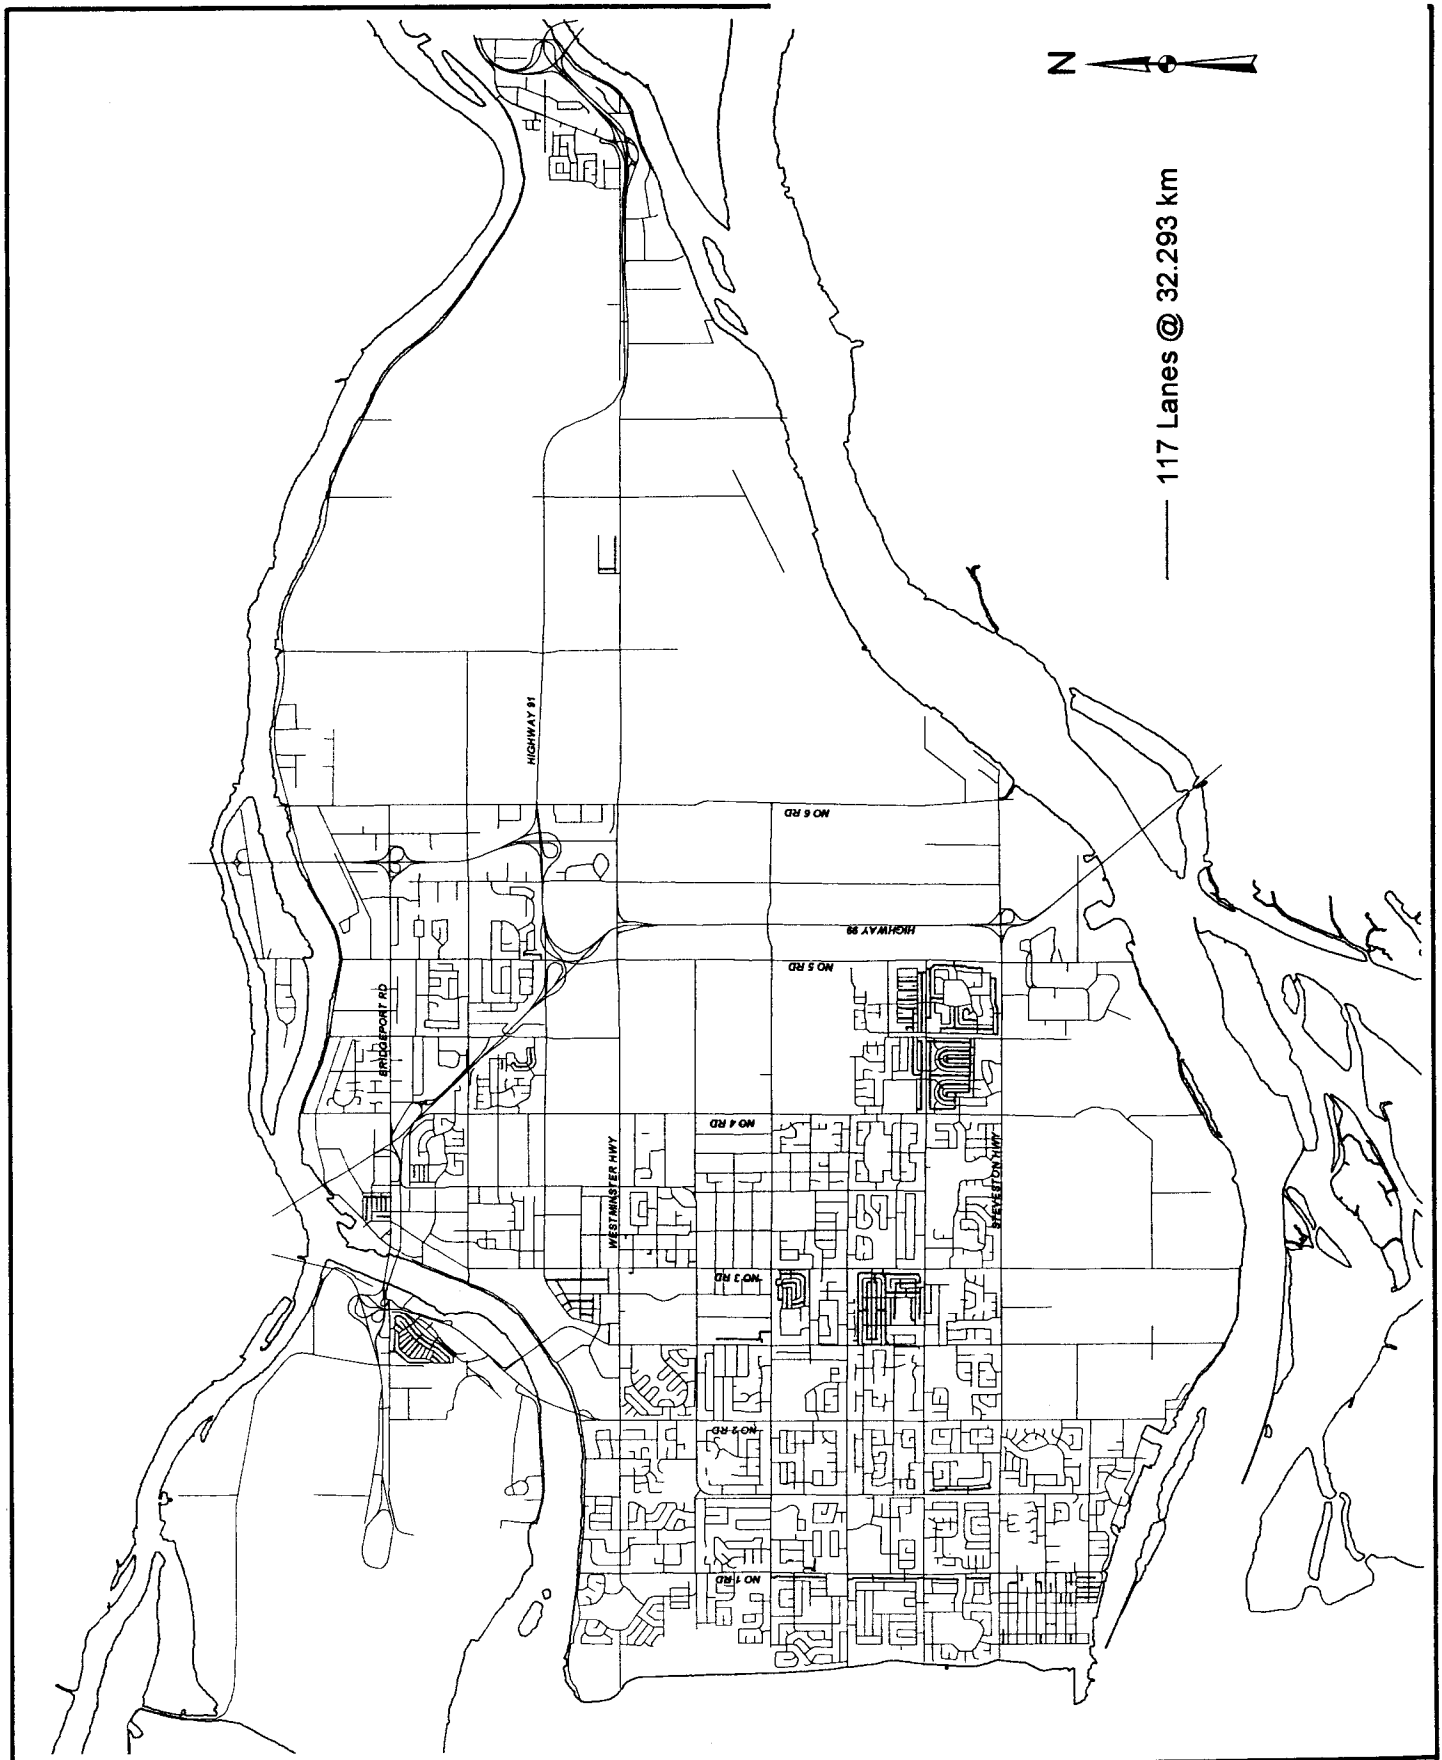 N
117 Lanes @ 32.293 km
HIGHWAY 91
NO 6 RD
HIGHWAY 99
NO 5 RD
BRIDGEPORT RD
NO 4 RD
WESTMINSTER HWY
STEVESTON HWY
NO 3 RD
NO 2 RD
NO 1 RD